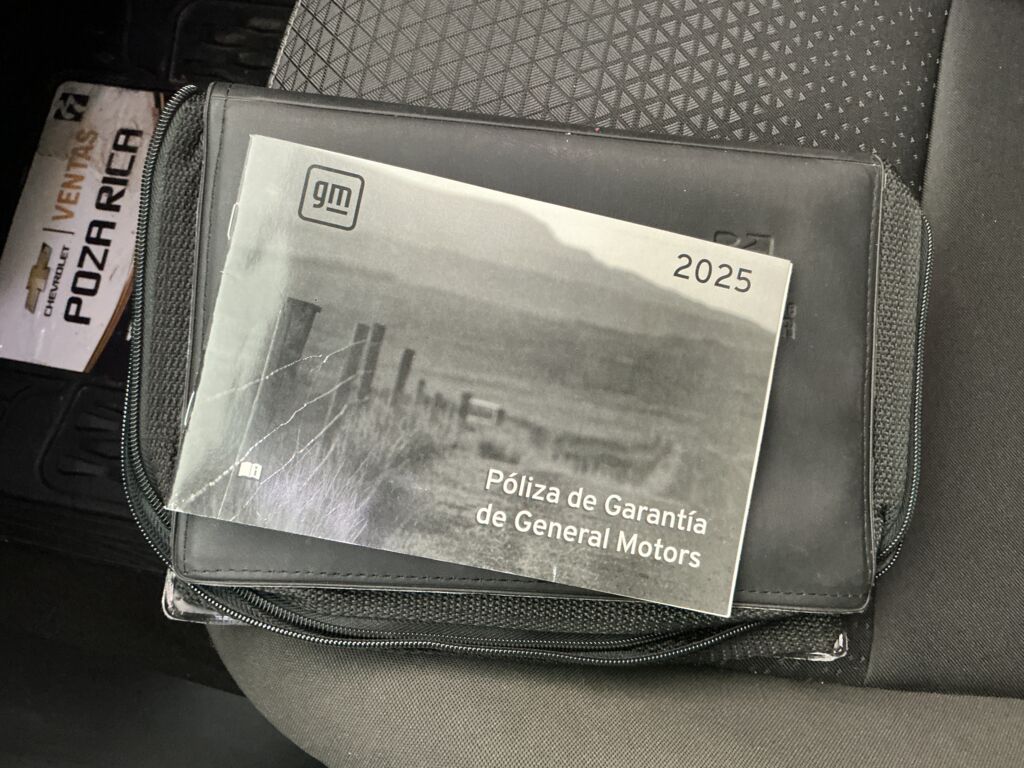 gm
2025
Póliza de Garantía
de General Motors
CHEVROLET
VENTAS
POZA RICA